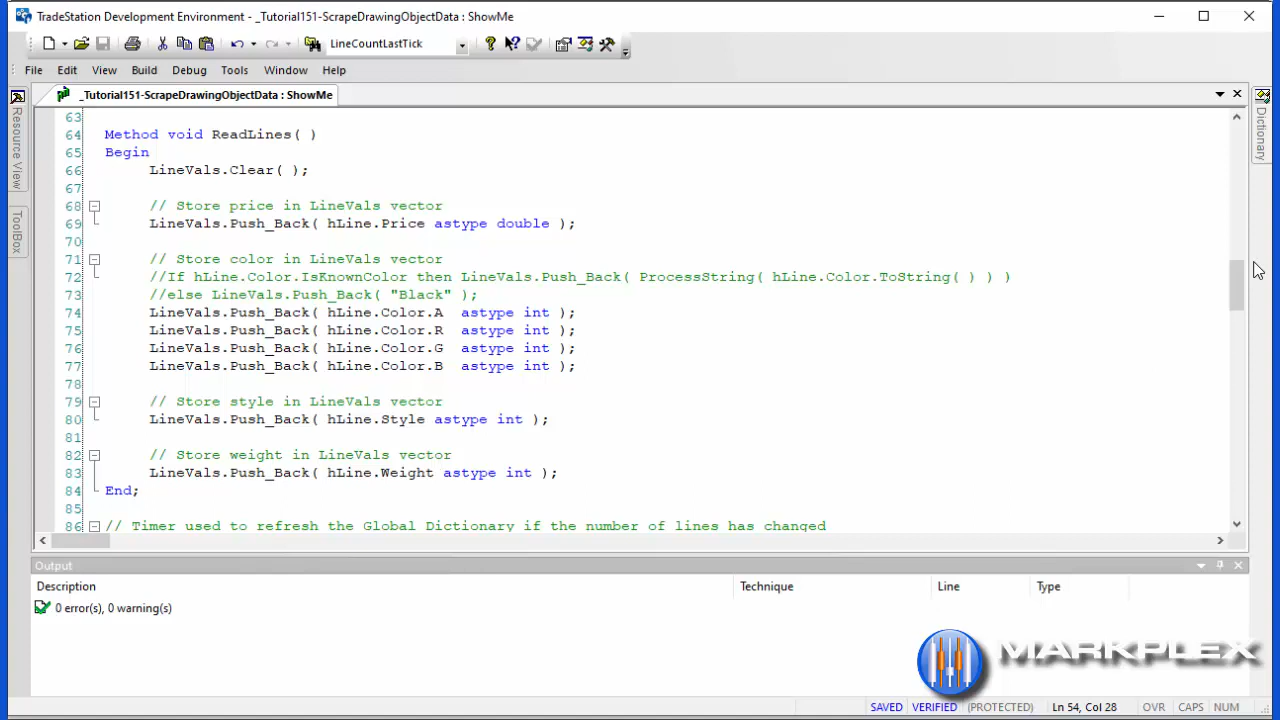 TradeStation Development Environment - _Tutorial151-ScrapeDrawingObjectData : ShowMe
LineCountLastTick
File Edit View Build Debug Tools Window Help
_Tutorial151-ScrapeDrawingObjectData : ShowMe
Resource View
ToolBox
Dictionary
63
64 Method void ReadLines( )
65 Begin
66 LineVals.Clear( );
67
68 // Store price in LineVals vector
69 LineVals.Push_Back( hLine.Price astype double );
70
71 // Store color in LineVals vector
72 //If hLine.Color.IsKnownColor then LineVals.Push_Back( ProcessString( hLine.Color.ToString( ) ) )
73 //else LineVals.Push_Back( "Black" );
74 LineVals.Push_Back( hLine.Color.A astype int );
75 LineVals.Push_Back( hLine.Color.R astype int );
76 LineVals.Push_Back( hLine.Color.G astype int );
77 LineVals.Push_Back( hLine.Color.B astype int );
78
79 // Store style in LineVals vector
80 LineVals.Push_Back( hLine.Style astype int );
81
82 // Store weight in LineVals vector
83 LineVals.Push_Back( hLine.Weight astype int );
84 End;
85
86 // Timer used to refresh the Global Dictionary if the number of lines has changed
Output
Description Technique Line Type
0 error(s), 0 warning(s)
MARKPLEX
SAVED VERIFIED (PROTECTED) Ln 54, Col 28 OVR CAPS NUM